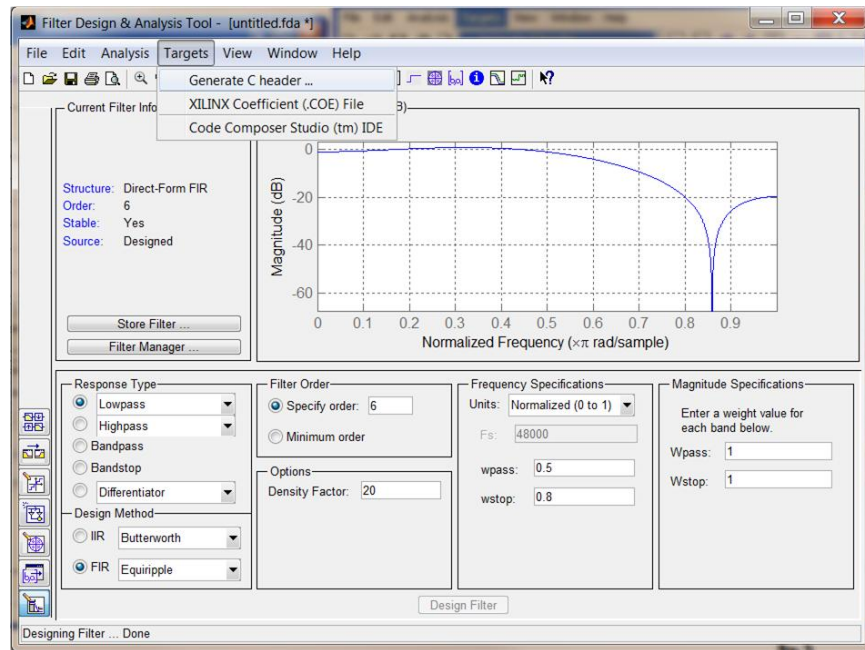 Filter Design & Analysis Tool - [untitled.fda *]
File Edit Analysis Targets View Window Help
Generate C header ...
XILINX Coefficient (.COE) File
Code Composer Studio (tm) IDE
Current Filter Info
B)
Structure: Direct-Form FIR
Order: 6
Stable: Yes
Source: Designed
Store Filter ...
Filter Manager ...
Magnitude (dB)
0
-20
-40
-60
0 0.1 0.2 0.3 0.4 0.5 0.6 0.7 0.8 0.9
Normalized Frequency (×π rad/sample)
Response Type
Lowpass
Highpass
Bandpass
Bandstop
Differentiator
Design Method
IIR Butterworth
FIR Equiripple
Filter Order
Specify order: 6
Minimum order
Options
Density Factor: 20
Frequency Specifications
Units: Normalized (0 to 1)
Fs: 48000
wpass: 0.5
wstop: 0.8
Magnitude Specifications
Enter a weight value for
each band below.
Wpass: 1
Wstop: 1
Design Filter
Designing Filter ... Done